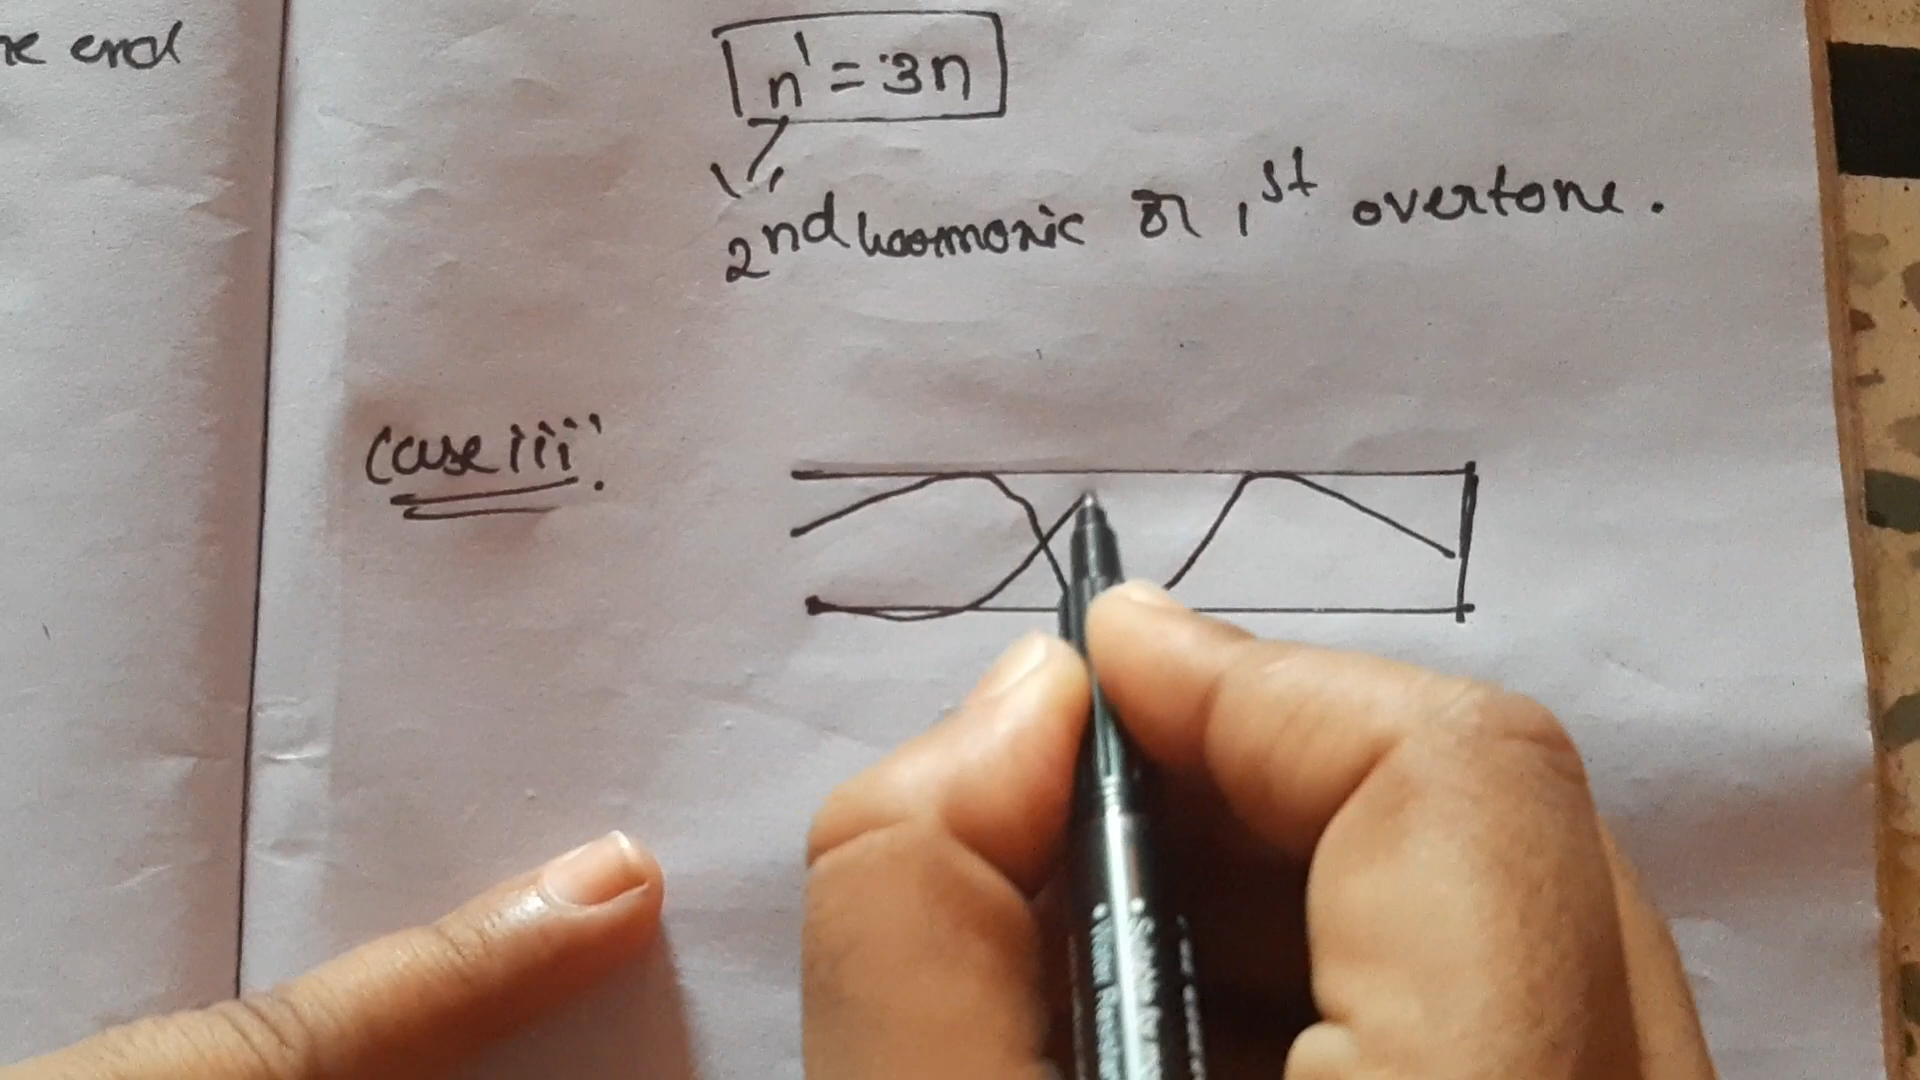 end
n' = 3n
2nd harmonic or 1st overtone.
Case iii.